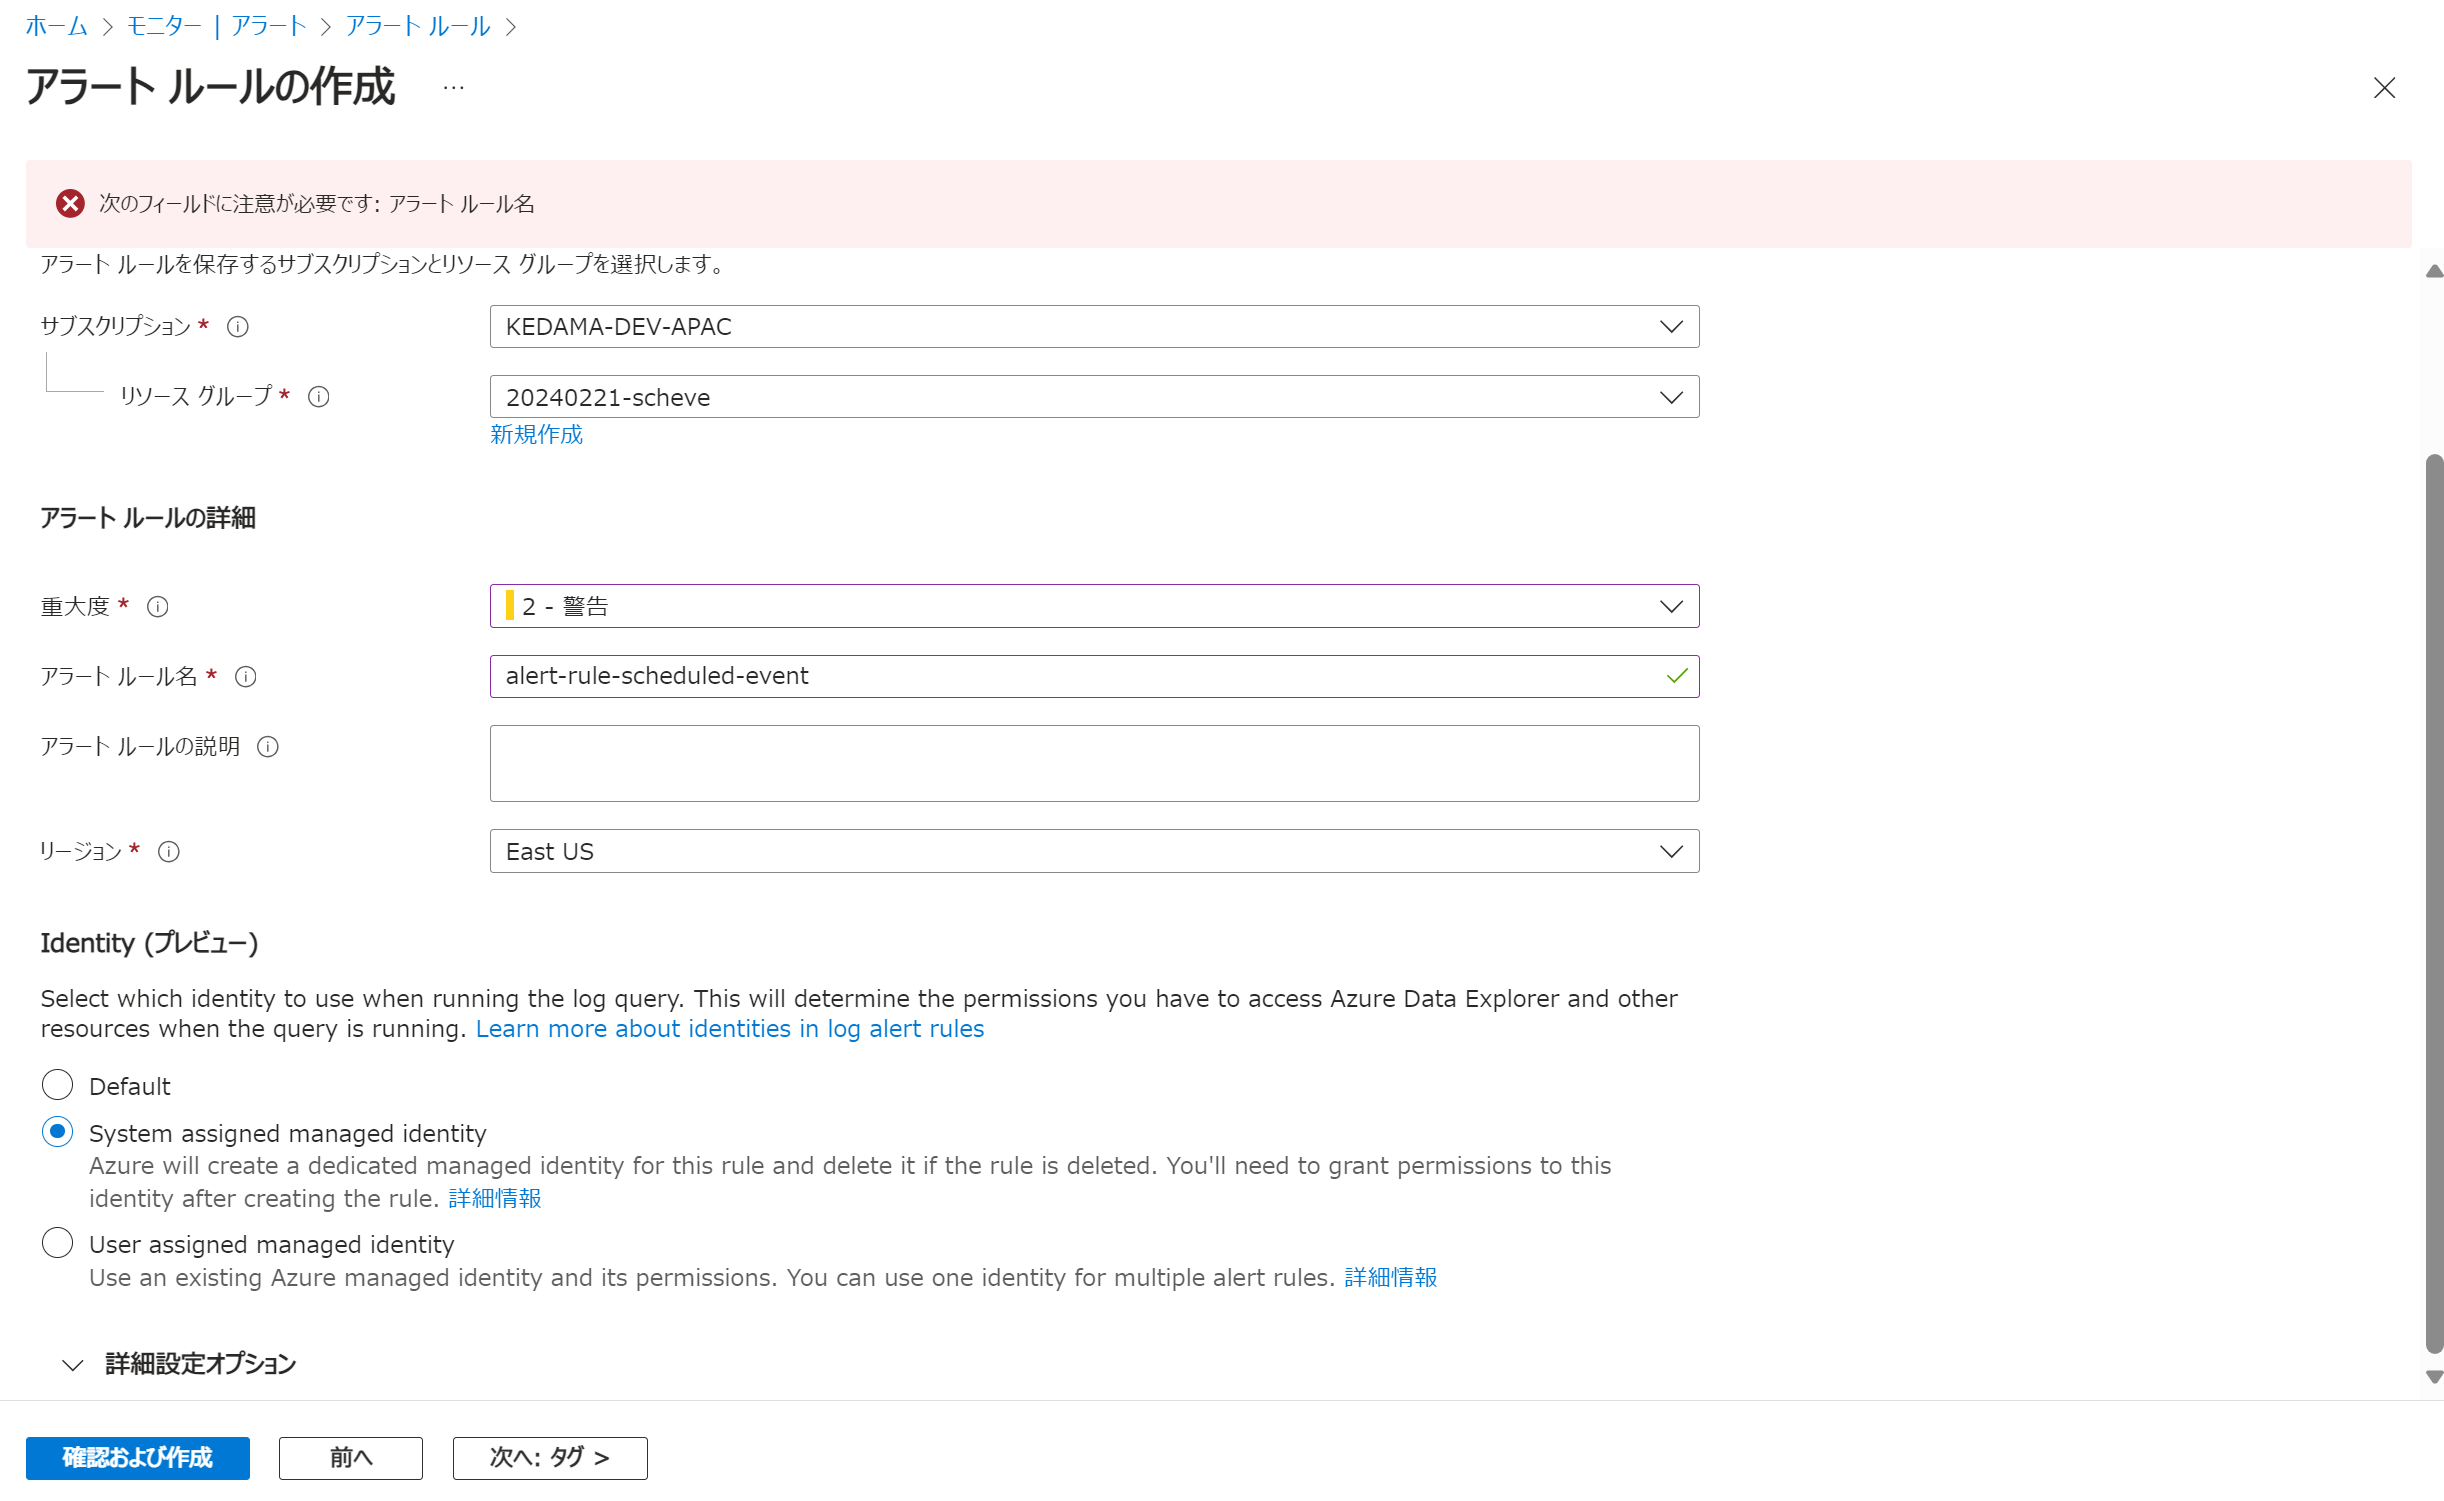 ホーム > モニター | アラート > アラート ルール >
アラート ルールの作成 ...
次のフィールドに注意が必要です: アラート ルール名
アラート ルールを保存するサブスクリプションとリソース グループを選択します。
サブスクリプション * KEDAMA-DEV-APAC
リソース グループ * 20240221-scheve
新規作成
アラート ルールの詳細
重大度 * 2 - 警告
アラート ルール名 * alert-rule-scheduled-event
アラート ルールの説明
リージョン * East US
Identity (プレビュー)
Select which identity to use when running the log query. This will determine the permissions you have to access Azure Data Explorer and other
resources when the query is running. Learn more about identities in log alert rules
Default
System assigned managed identity
Azure will create a dedicated managed identity for this rule and delete it if the rule is deleted. You'll need to grant permissions to this
identity after creating the rule. 詳細情報
User assigned managed identity
Use an existing Azure managed identity and its permissions. You can use one identity for multiple alert rules. 詳細情報
詳細設定オプション
確認および作成 前へ 次へ: タグ >